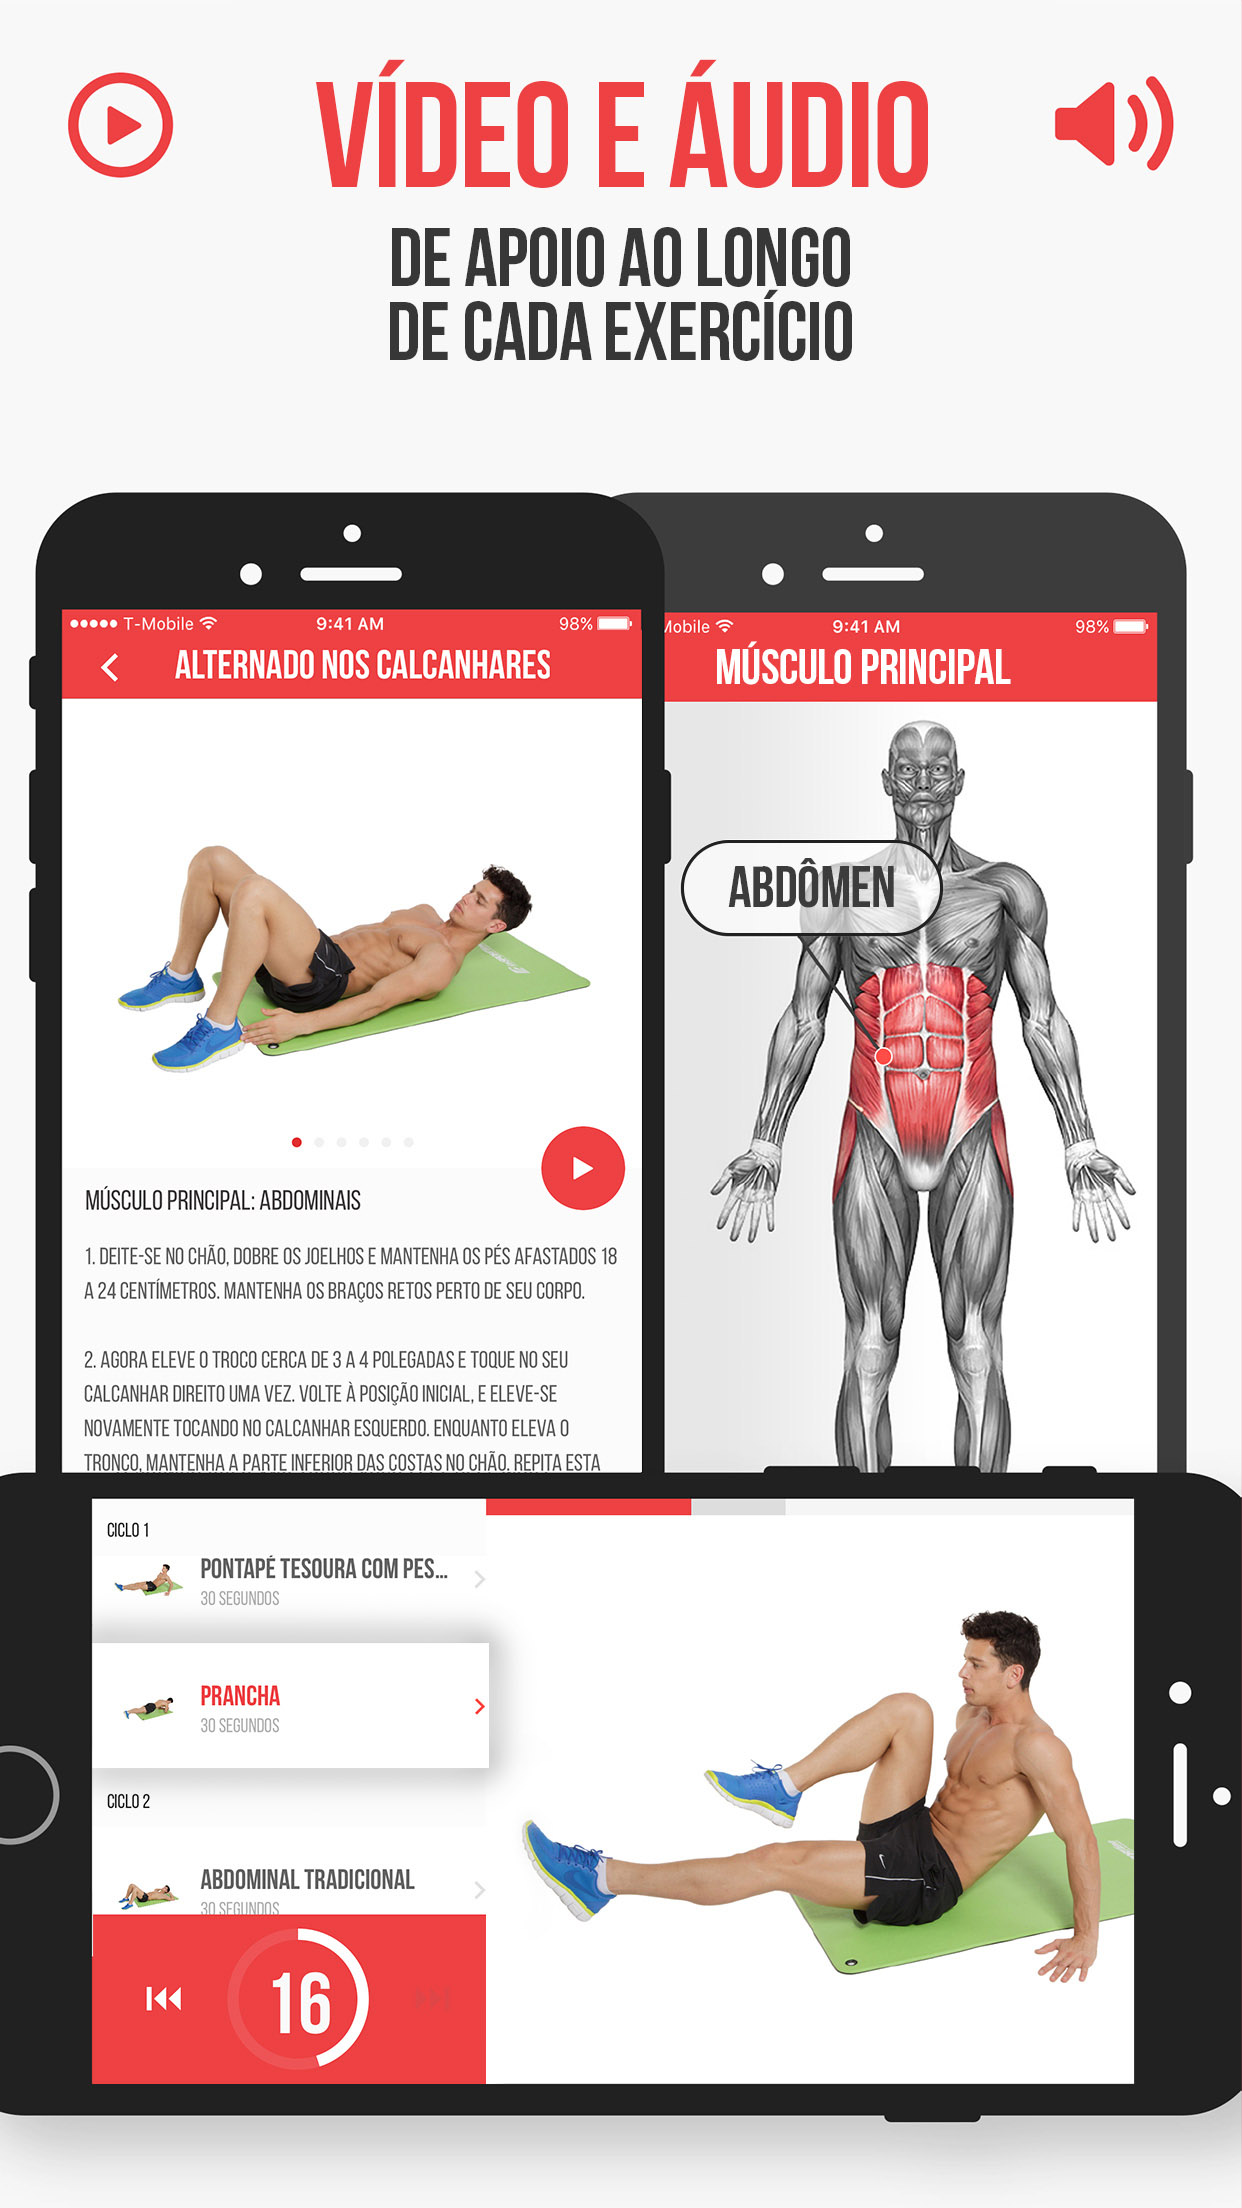 VÍDEO E ÁUDIO
DE APOIO AO LONGO
DE CADA EXERCÍCIO
T-Mobile 9:41 AM 98%
ALTERNADO NOS CALCANHARES
MÚSCULO PRINCIPAL: ABDOMINAIS
1. DEITE-SE NO CHÃO, DOBRE OS JOELHOS E MANTENHA OS PÉS AFASTADOS 18
A 24 CENTÍMETROS. MANTENHA OS BRAÇOS RETOS PERTO DE SEU CORPO.
2. AGORA ELEVE O TROCO CERCA DE 3 A 4 POLEGADAS E TOQUE NO SEU
CALCANHAR DIREITO UMA VEZ. VOLTE À POSIÇÃO INICIAL, E ELEVE-SE
NOVAMENTE TOCANDO NO CALCANHAR ESQUERDO. ENQUANTO ELEVA O
TRONCO, MANTENHA A PARTE INFERIOR DAS COSTAS NO CHÃO. REPITA ESTA
Mobile 9:41 AM 98%
MÚSCULO PRINCIPAL
ABDÔMEN
CICLO 1
PONTAPÉ TESOURA COM PES...
30 SEGUNDOS
PRANCHA
30 SEGUNDOS
CICLO 2
ABDOMINAL TRADICIONAL
30 SEGUNDOS
16